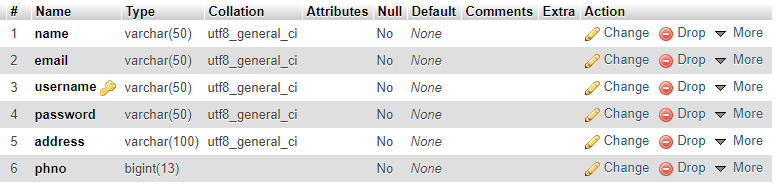 # Name Type Collation Attributes Null Default Comments Extra Action
1 name varchar(50) utf8_general_ci No None Change Drop More
2 email varchar(50) utf8_general_ci No None Change Drop More
3 username varchar(50) utf8_general_ci No None Change Drop More
4 password varchar(50) utf8_general_ci No None Change Drop More
5 address varchar(100) utf8_general_ci No None Change Drop More
6 phno bigint(13) No None Change Drop More